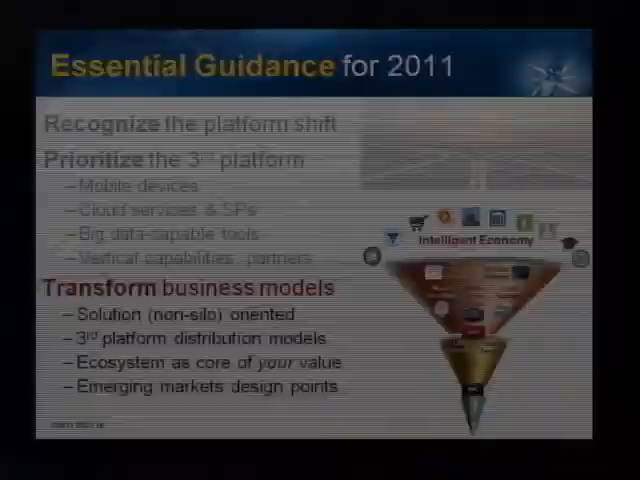 Essential Guidance for 2011
Recognize the platform shift
Prioritize the 3rd platform
– Mobile devices
– Cloud services & SPs
– Big data-capable tools
– Vertical capabilities, partners
Transform business models
– Solution (non-silo) oriented
– 3rd platform distribution models
– Ecosystem as core of your value
– Emerging markets design points
Intelligent Economy